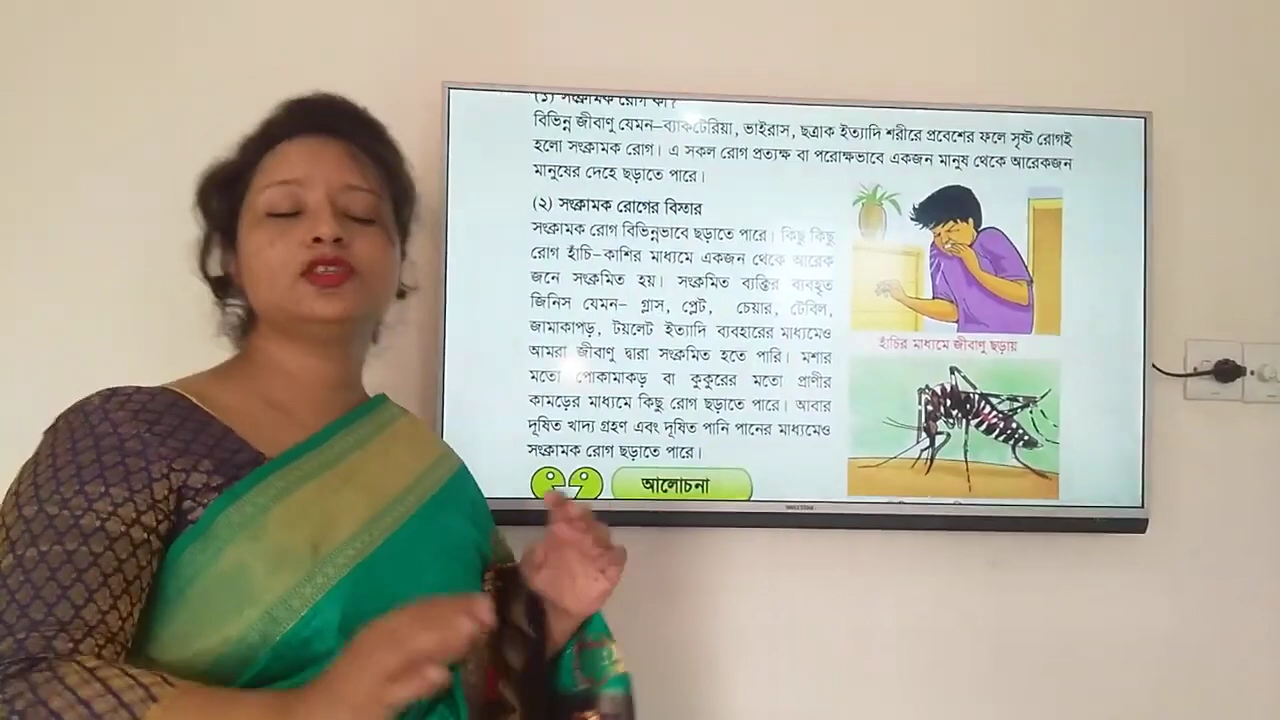 (১) সংক্রামক রোগ কী?
বিভিন্ন জীবাণু যেমন–ব্যাকটেরিয়া, ভাইরাস, ছত্রাক ইত্যাদি শরীরে প্রবেশের ফলে সৃষ্ট রোগই
হলো সংক্রামক রোগ। এ সকল রোগ প্রত্যক্ষ বা পরোক্ষভাবে একজন মানুষ থেকে আরেকজন
মানুষের দেহে ছড়াতে পারে।
(২) সংক্রামক রোগের বিস্তার
সংক্রামক রোগ বিভিন্নভাবে ছড়াতে পারে। কিছু কিছু
রোগ হাঁচি–কাশির মাধ্যমে একজন থেকে আরেক
জনে সংক্রমিত হয়। সংক্রমিত ব্যক্তির ব্যবহৃত
জিনিস যেমন– গ্লাস, প্লেট, চেয়ার, টেবিল,
জামাকাপড়, টয়লেট ইত্যাদি ব্যবহারের মাধ্যমেও
আমরা জীবাণু দ্বারা সংক্রমিত হতে পারি। মশার
মতো পোকামাকড় বা কুকুরের মতো প্রাণীর
কামড়ের মাধ্যমে কিছু রোগ ছড়াতে পারে। আবার
দূষিত খাদ্য গ্রহণ এবং দূষিত পানি পানের মাধ্যমেও
সংক্রামক রোগ ছড়াতে পারে।
হাঁচির মাধ্যমে জীবাণু ছড়ায়
আলোচনা